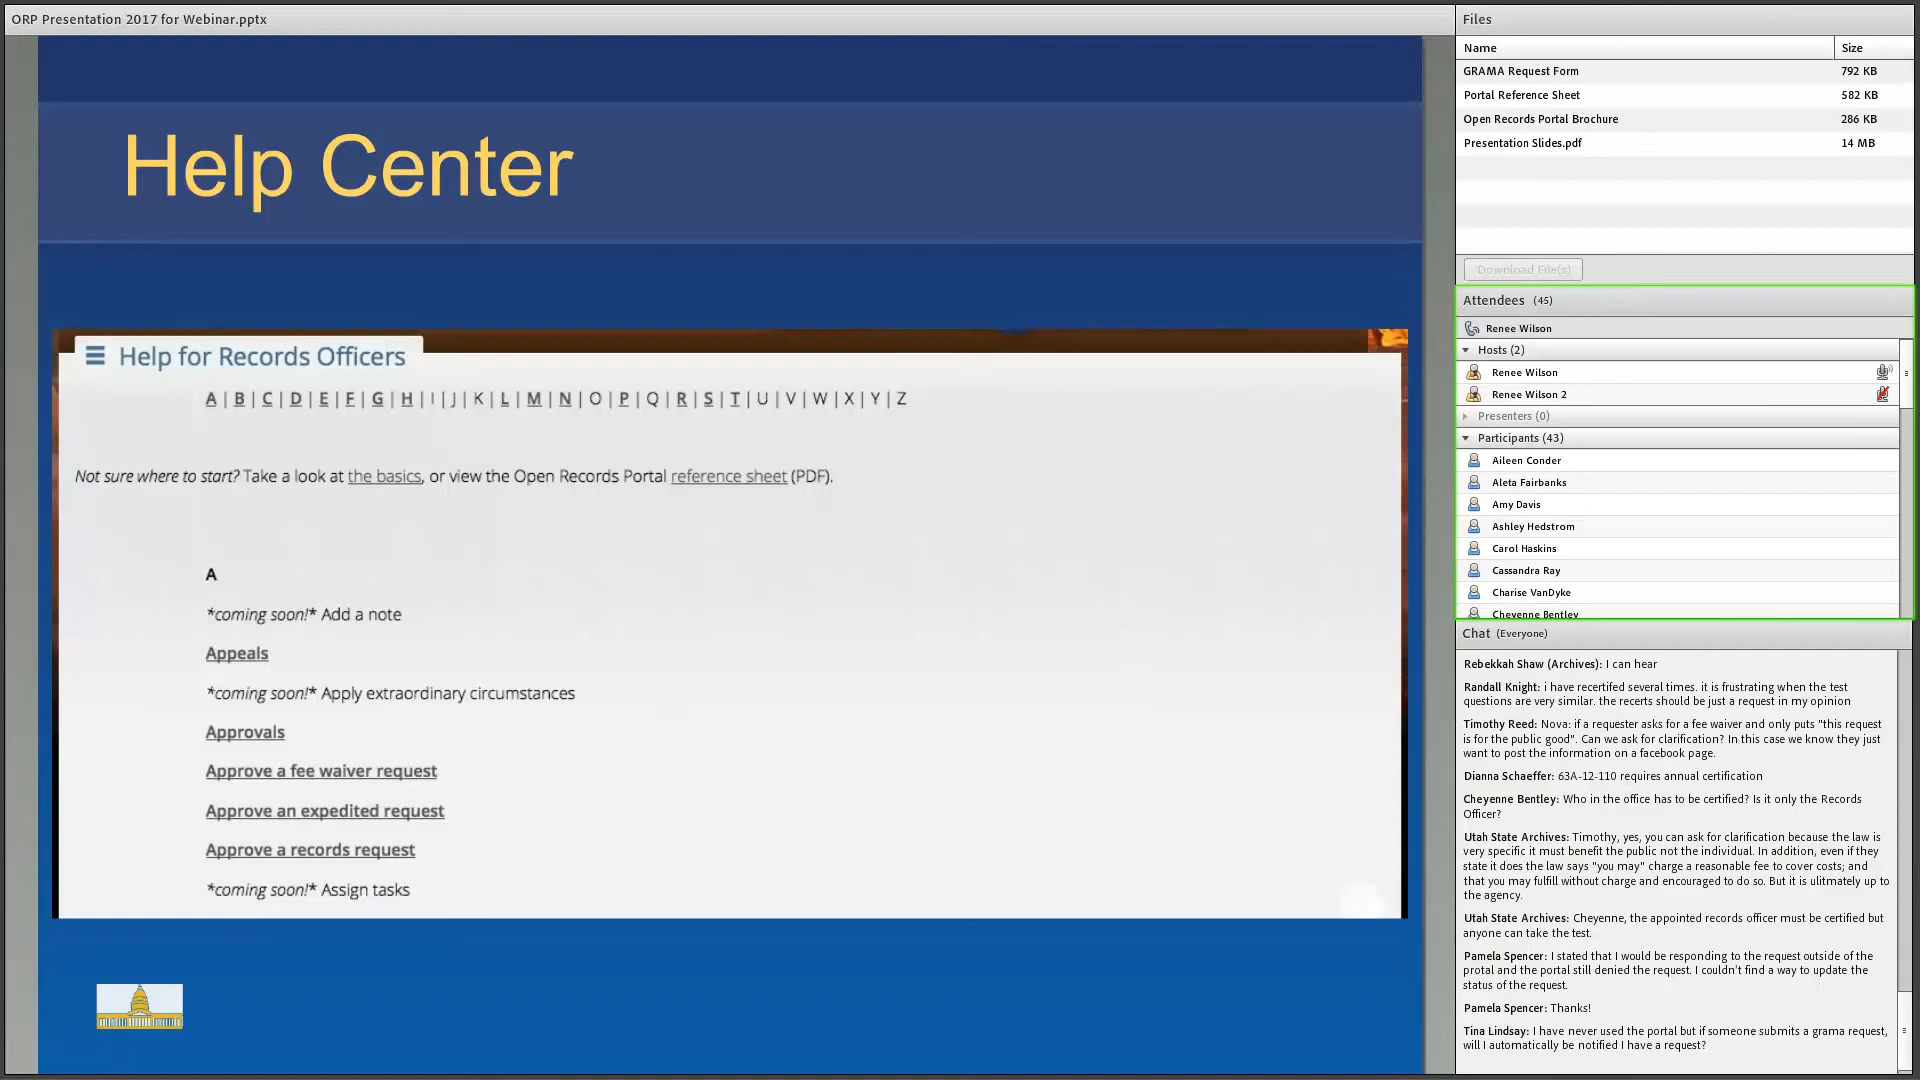 ORP Presentation 2017 for Webinar.pptx
Help Center
Help for Records Officers
A | B | C | D | E | F | G | H | I | J | K | L | M | N | O | P | Q | R | S | T | U | V | W | X | Y | Z
Not sure where to start? Take a look at the basics, or view the Open Records Portal reference sheet (PDF).
A
*coming soon!* Add a note
Appeals
*coming soon!* Apply extraordinary circumstances
Approvals
Approve a fee waiver request
Approve an expedited request
Approve a records request
*coming soon!* Assign tasks
Files
Name Size
GRAMA Request Form 792 KB
Portal Reference Sheet 582 KB
Open Records Portal Brochure 286 KB
Presentation Slides.pdf 14 MB
Download File(s)
Attendees (45)
Renee Wilson
Hosts (2)
Renee Wilson
Renee Wilson 2
Presenters (0)
Participants (43)
Aileen Conder
Aleta Fairbanks
Amy Davis
Ashley Hedstrom
Carol Haskins
Cassandra Ray
Charise VanDyke
Cheyenne Bentley
Chat (Everyone)
Rebekkah Shaw (Archives): I can hear
Randall Knight: i have recertifed several times. it is frustrating when the test
questions are very similar. the recerts should be just a request in my opinion
Timothy Reed: Nova: if a requester asks for a fee waiver and only puts "this request
is for the public good". Can we ask for clarification? In this case we know they just
want to post the information on a facebook page.
Dianna Schaeffer: 63A-12-110 requires annual certification
Cheyenne Bentley: Who in the office has to be certified? Is it only the Records
Officer?
Utah State Archives: Timothy, yes, you can ask for clarification because the law is
very specific it must benefit the public not the individual. In addition, even if they
state it does the law says "you may" charge a reasonable fee to cover costs; and
that you may fulfill without charge and encouraged to do so. But it is ulitmately up to
the agency.
Utah State Archives: Cheyenne, the appointed records officer must be certified but
anyone can take the test.
Pamela Spencer: I stated that I would be responding to the request outside of the
protal and the portal still denied the request. I couldn't find a way to update the
status of the request.
Pamela Spencer: Thanks!
Tina Lindsay: I have never used the portal but if someone submits a grama request,
will I automatically be notified I have a request?